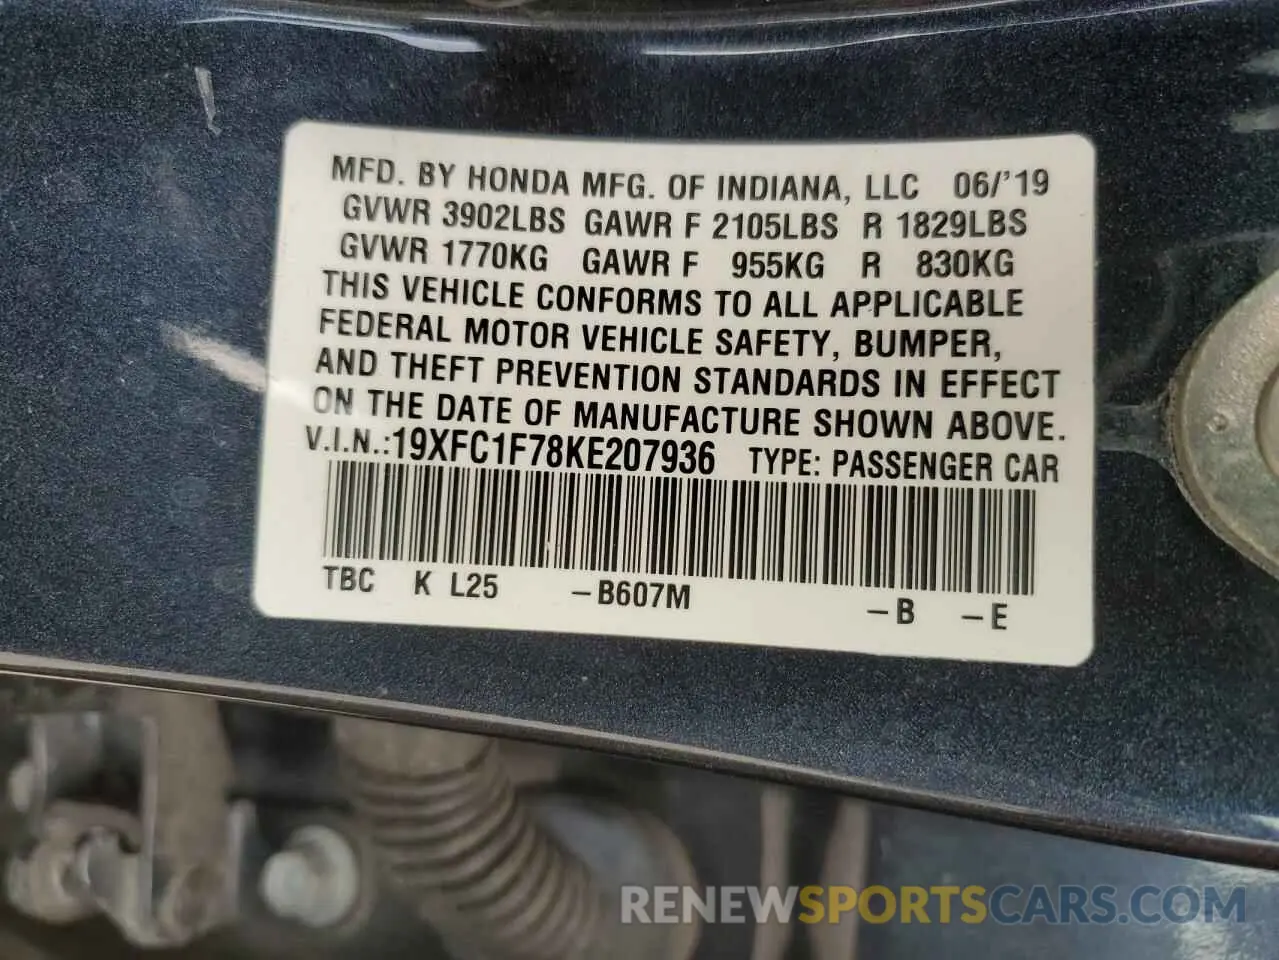 MFD. BY HONDA MFG. OF INDIANA, LLC 06/'19
GVWR 3902LBS GAWR F 2105LBS R 1829LBS
GVWR 1770KG GAWR F 955KG R 830KG
THIS VEHICLE CONFORMS TO ALL APPLICABLE
FEDERAL MOTOR VEHICLE SAFETY, BUMPER,
AND THEFT PREVENTION STANDARDS IN EFFECT
ON THE DATE OF MANUFACTURE SHOWN ABOVE.
V.I.N.:19XFC1F78KE207936 TYPE: PASSENGER CAR
TBC K L25 -B607M -B -E
RENEWSPORTSCARS.COM